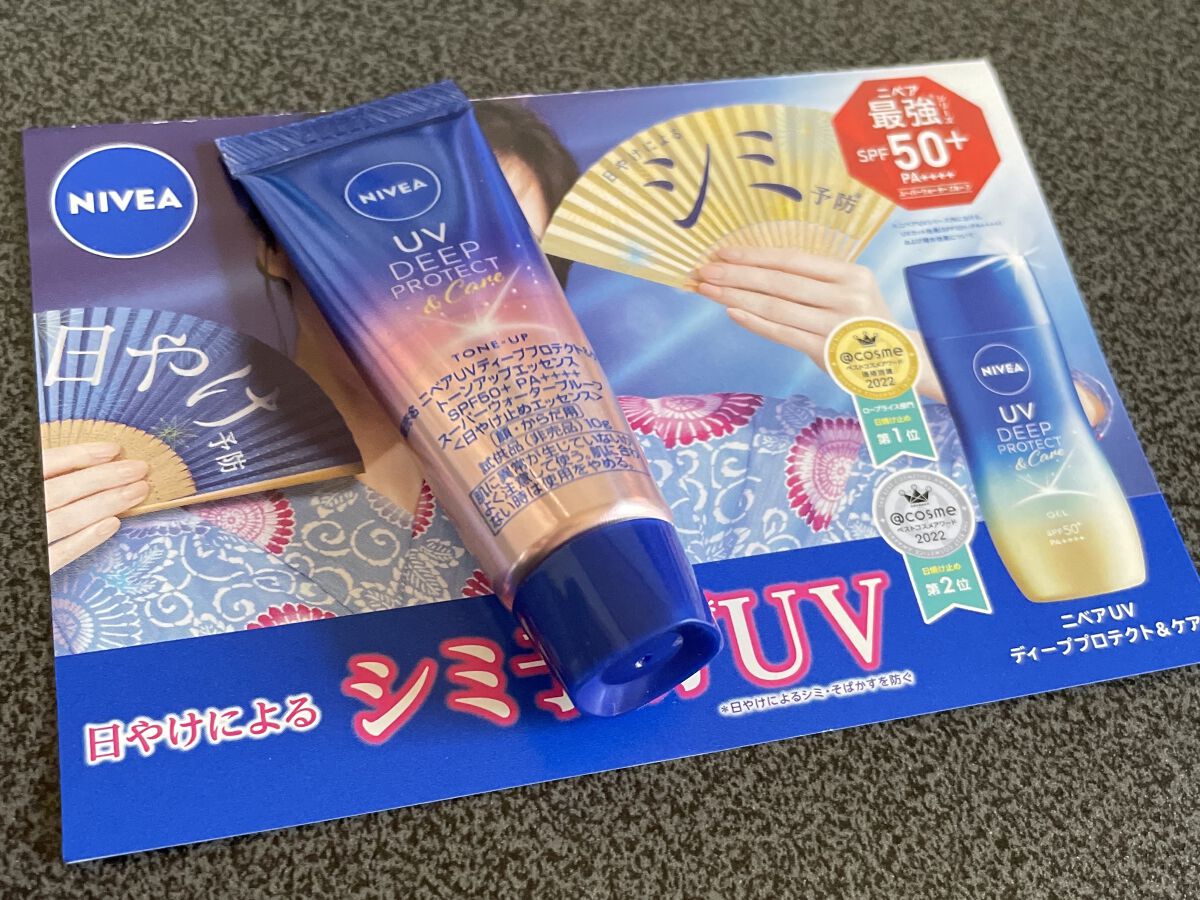 NIVEA
日やけによる
シミ
予防
ニベア
最強
SPF50+
PA++++
スーパーウォータープルーフ
日やけ
予防
NIVEA
UV
DEEP
PROTECT
& Care
TONE-UP
ニベアUVディーププロテクト&ケア
トーンアップエッセンス
SPF50+ PA++++
スーパーウォータープルーフ
<日やけ止めエッセンス>
(顔・からだ用)
試供品(非売品)10g
肌に異常が生じていないか
よく注意して使う。肌に合わ
ない時は使用をやめる。
@cosme
ベストコスメアワード
2022
ロープライス部門
日焼け止め
第1位
@cosme
ベストコスメアワード
2022
日焼け止め
第2位
NIVEA
UV
DEEP
PROTECT
& Care
GEL
SPF50+
PA++++
ニベアUV
ディーププロテクト&ケア
日やけによる
シミ
UV
*日やけによるシミ・そばかすを防ぐ